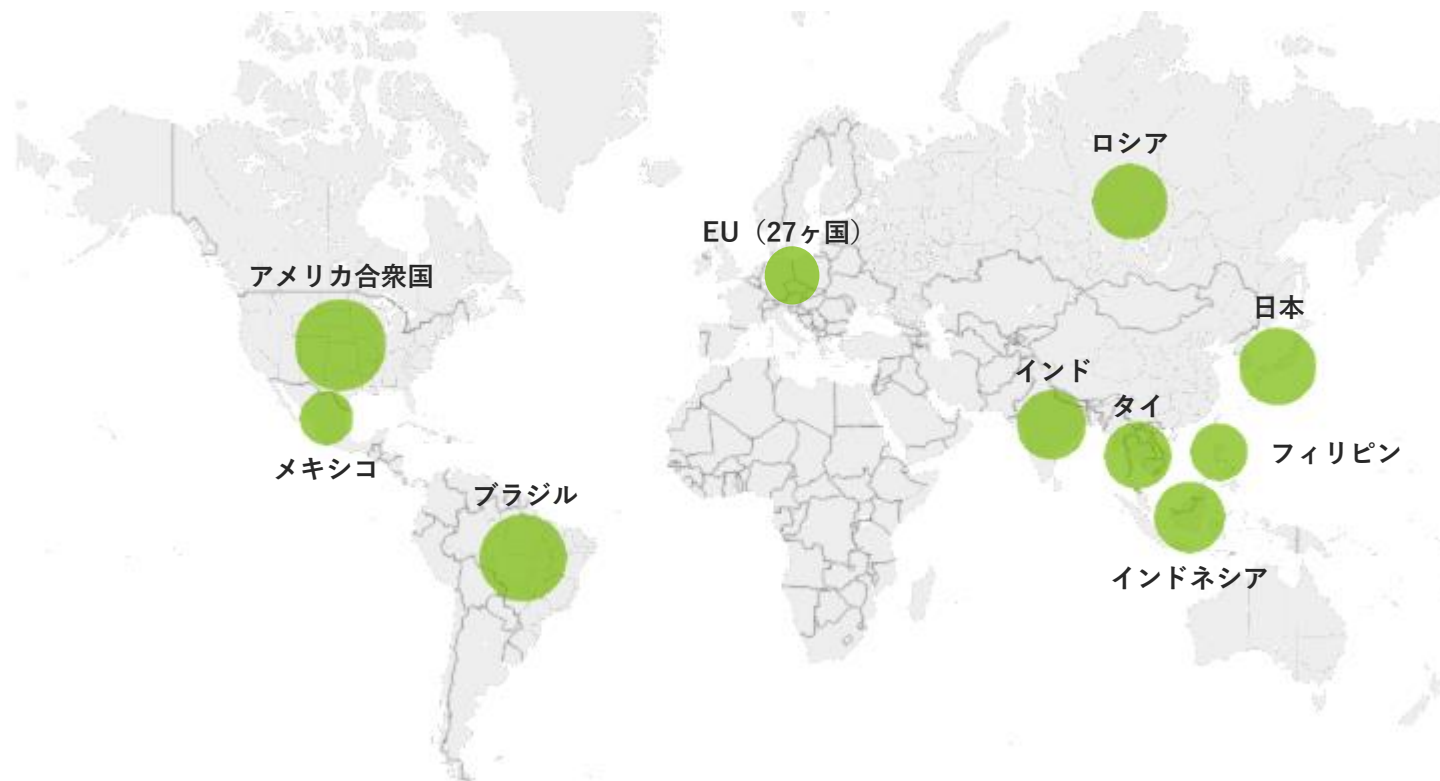 ロシア
EU（27ヶ国）
アメリカ合衆国
日本
インド
タイ
フィリピン
メキシコ
ブラジル
インドネシア